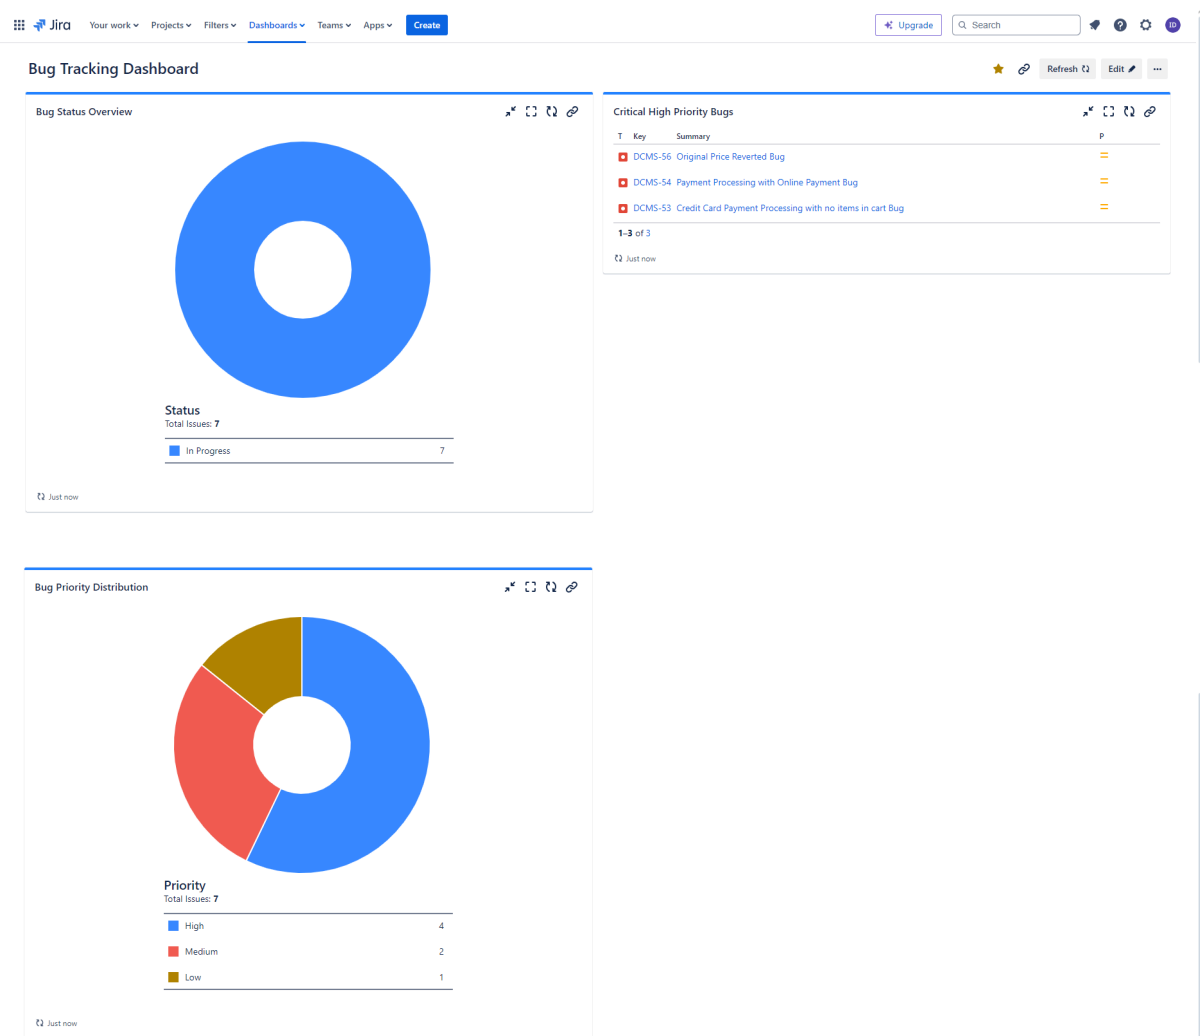 Jira Your work Projects Filters Dashboards Teams Apps Create Upgrade Search ID
Bug Tracking Dashboard Refresh Edit
Bug Status Overview
Status
Total Issues: 7
In Progress 7
Just now
Critical High Priority Bugs
T Key Summary P
DCMS-56 Original Price Reverted Bug
DCMS-54 Payment Processing with Online Payment Bug
DCMS-53 Credit Card Payment Processing with no items in cart Bug
1–3 of 3
Just now
Bug Priority Distribution
Priority
Total Issues: 7
High 4
Medium 2
Low 1
Just now